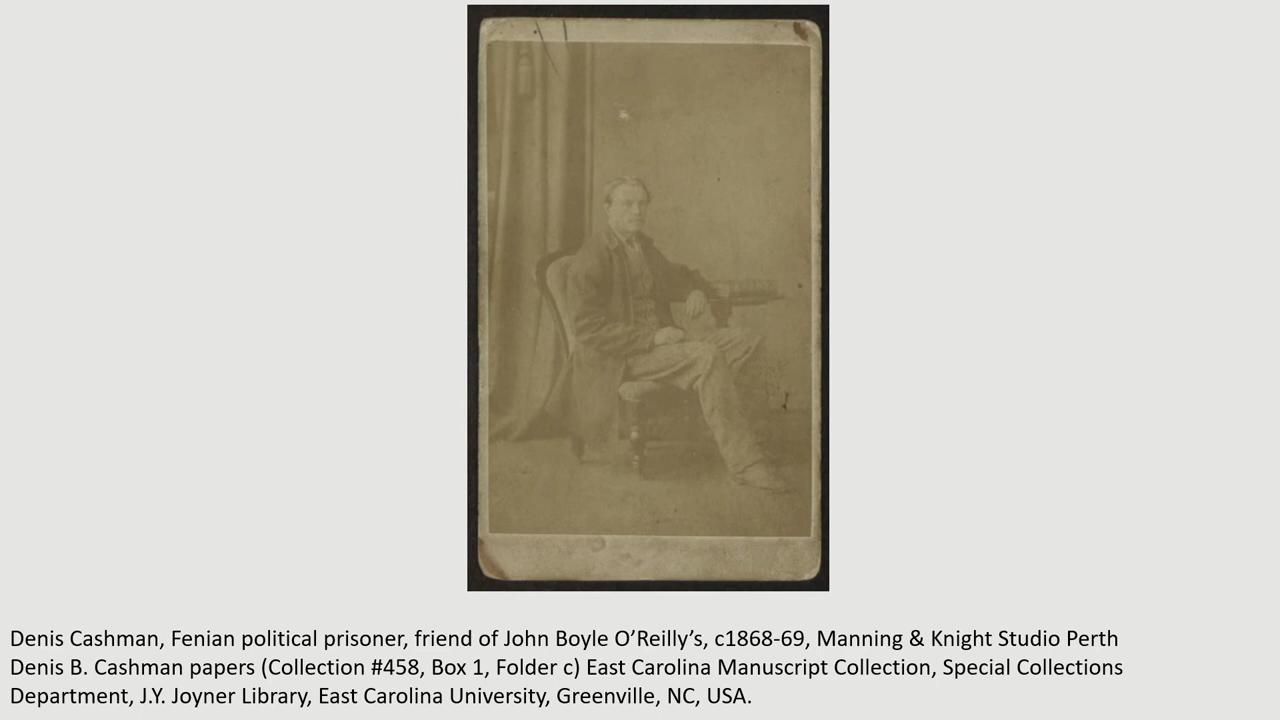 Denis Cashman, Fenian political prisoner, friend of John Boyle O’Reilly’s, c1868-69, Manning & Knight Studio Perth
Denis B. Cashman papers (Collection #458, Box 1, Folder c) East Carolina Manuscript Collection, Special Collections
Department, J.Y. Joyner Library, East Carolina University, Greenville, NC, USA.